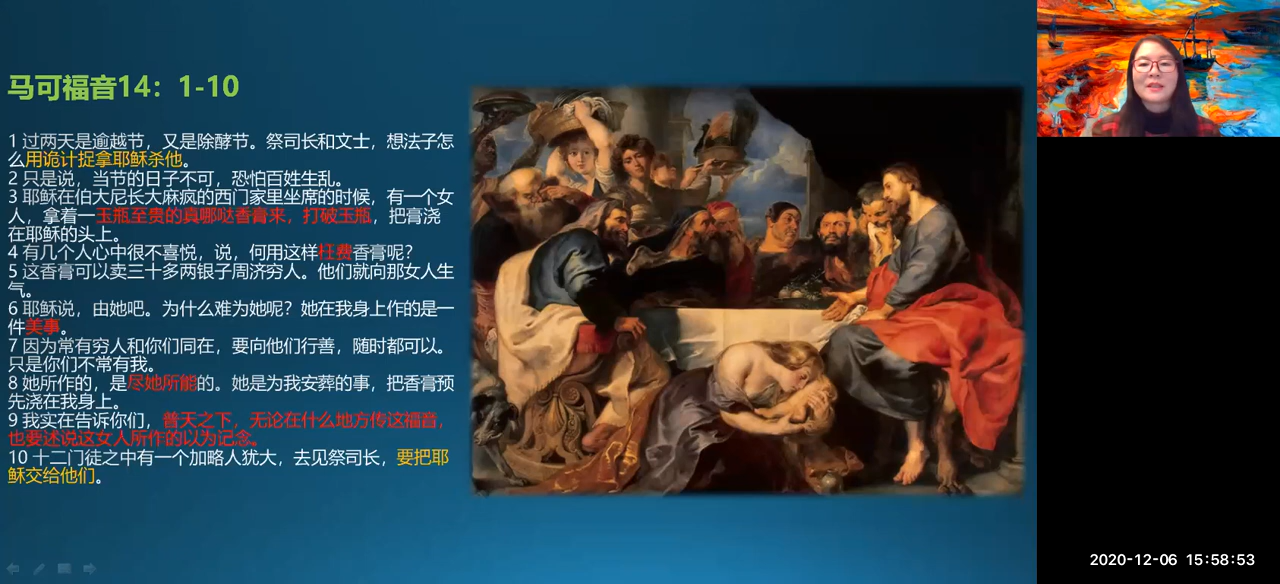 马可福音14：1-10
1 过两天是逾越节，又是除酵节。祭司长和文士，想法子怎
么用诡计捉拿耶稣杀他。
2 只是说，当节的日子不可，恐怕百姓生乱。
3 耶稣在伯大尼长大麻疯的西门家里坐席的时候，有一个女
人，拿着一玉瓶至贵的真哪哒香膏来，打破玉瓶，把膏浇
在耶稣的头上。
4 有几个人心中很不喜悦，说，何用这样枉费香膏呢？
5 这香膏可以卖三十多两银子周济穷人。他们就向那女人生
气。
6 耶稣说，由她吧。为什么难为她呢？她在我身上作的是一
件美事。
7 因为常有穷人和你们同在，要向他们行善，随时都可以。
只是你们不常有我。
8 她所作的，是尽她所能的。她是为我安葬的事，把香膏预
先浇在我身上。
9 我实在告诉你们，普天之下，无论在什么地方传这福音，
也要述说这女人所作的以为记念。
10 十二门徒之中有一个加略人犹大，去见祭司长，要把耶
稣交给他们。
2020-12-06 15:58:53